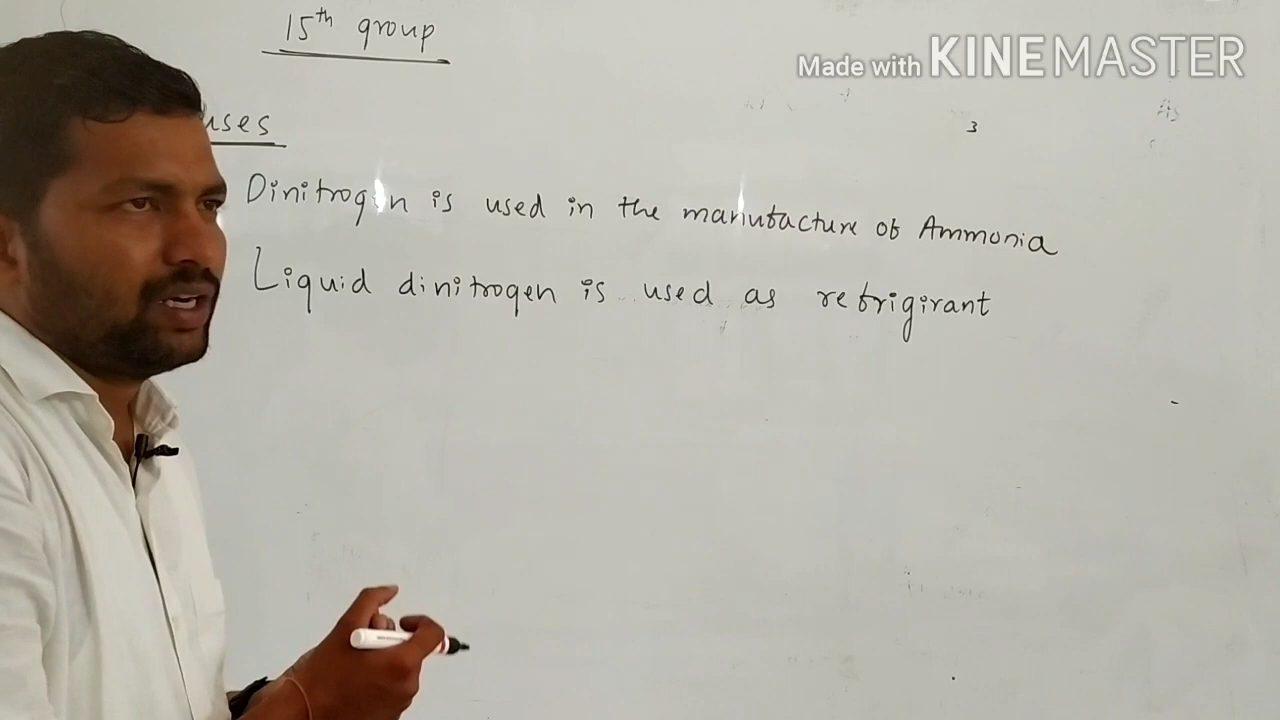 15th group
Made with KINEMASTER
uses
3
Dinitrogen is used in the manufacture of Ammonia
Liquid dinitrogen is used as refrigirant